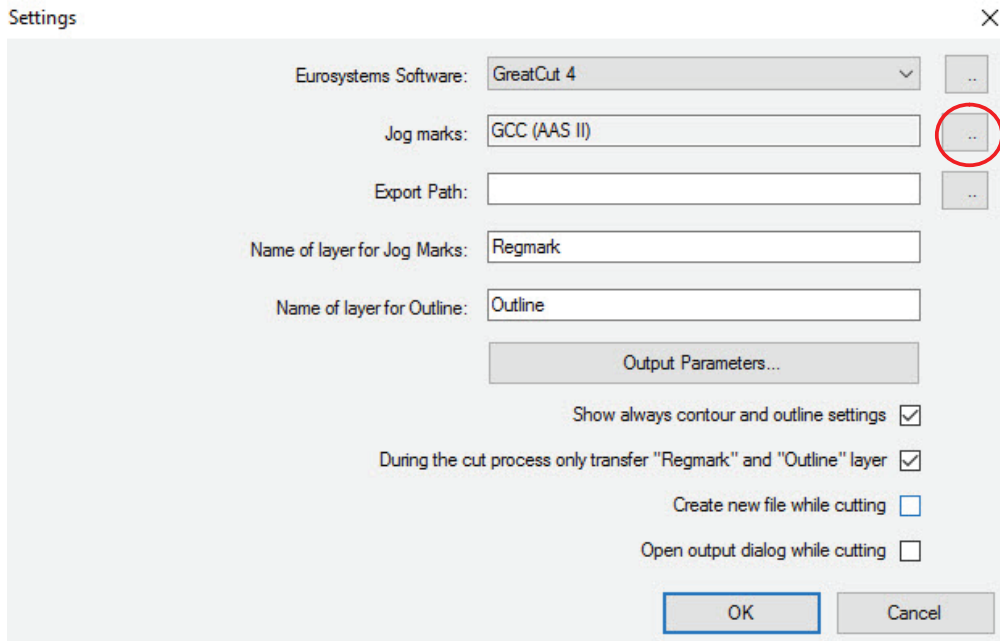 Settings
Eurosystems Software: GreatCut 4 ..
Jog marks: GCC (AAS II) ..
Export Path: ..
Name of layer for Jog Marks: Regmark
Name of layer for Outline: Outline
Output Parameters...
Show always contour and outline settings
During the cut process only transfer "Regmark" and "Outline" layer
Create new file while cutting
Open output dialog while cutting
OK Cancel